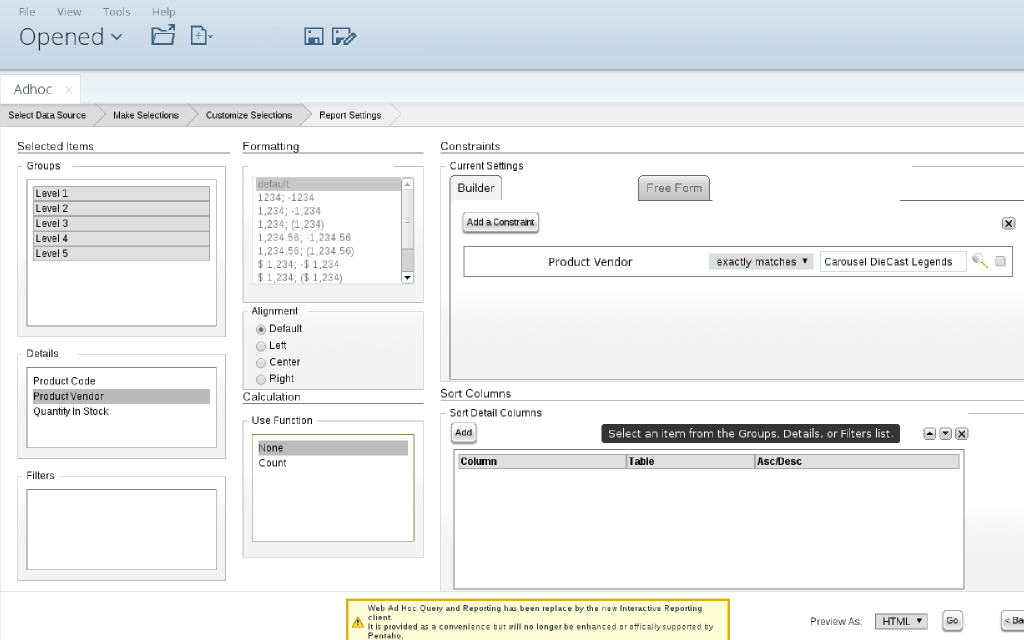 File View Tools Help
Opened
Adhoc
Select Data Source Make Selections Customize Selections Report Settings
Selected Items
Groups
Level 1
Level 2
Level 3
Level 4
Level 5
Details
Product Code
Product Vendor
Quantity In Stock
Filters
Formatting
default
1234; -1234
1,234; -1,234
1,234; (1,234)
1,234.56; -1,234.56
1,234.56; (1,234.56)
$ 1,234; -$ 1,234
$ 1,234; ($ 1,234)
Alignment
Default
Left
Center
Right
Calculation
Use Function
None
Count
Constraints
Current Settings
Builder Free Form
Add a Constraint
Product Vendor exactly matches Carousel DieCast Legends
Sort Columns
Sort Detail Columns
Add Select an item from the Groups, Details, or Filters list.
Column Table Asc/Desc
Web Ad Hoc Query and Reporting has been replace by the new Interactive Reporting
client.
It is provided as a convenience but will no longer be enhanced or offically supported by
Pentaho.
Preview As: HTML Go < Ba